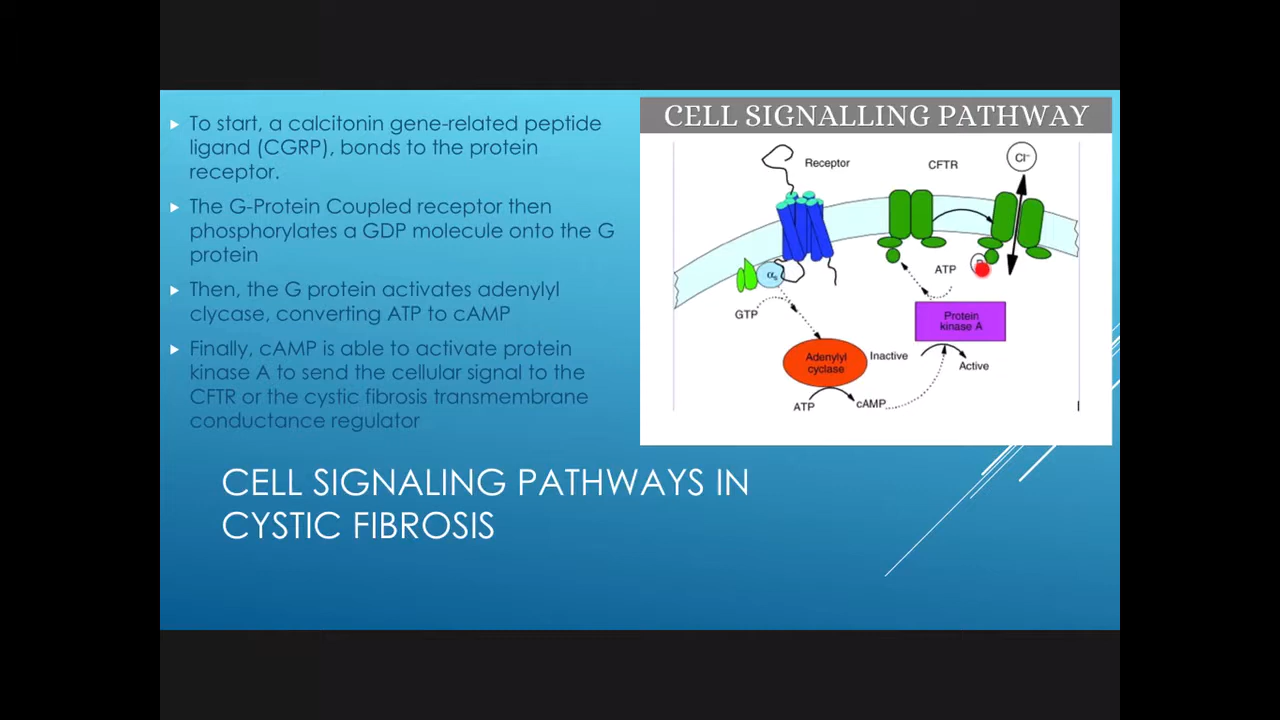 To start, a calcitonin gene-related peptide
ligand (CGRP), bonds to the protein
receptor.
The G-Protein Coupled receptor then
phosphorylates a GDP molecule onto the G
protein
Then, the G protein activates adenylyl
clycase, converting ATP to cAMP
Finally, cAMP is able to activate protein
kinase A to send the cellular signal to the
CFTR or the cystic fibrosis transmembrane
conductance regulator
CELL SIGNALING PATHWAYS IN
CYSTIC FIBROSIS
CELL SIGNALLING PATHWAY
Receptor
CFTR
Cl⁻
αs
ATP
GTP
Protein
kinase A
Adenylyl
cyclase
Inactive
Active
ATP
cAMP